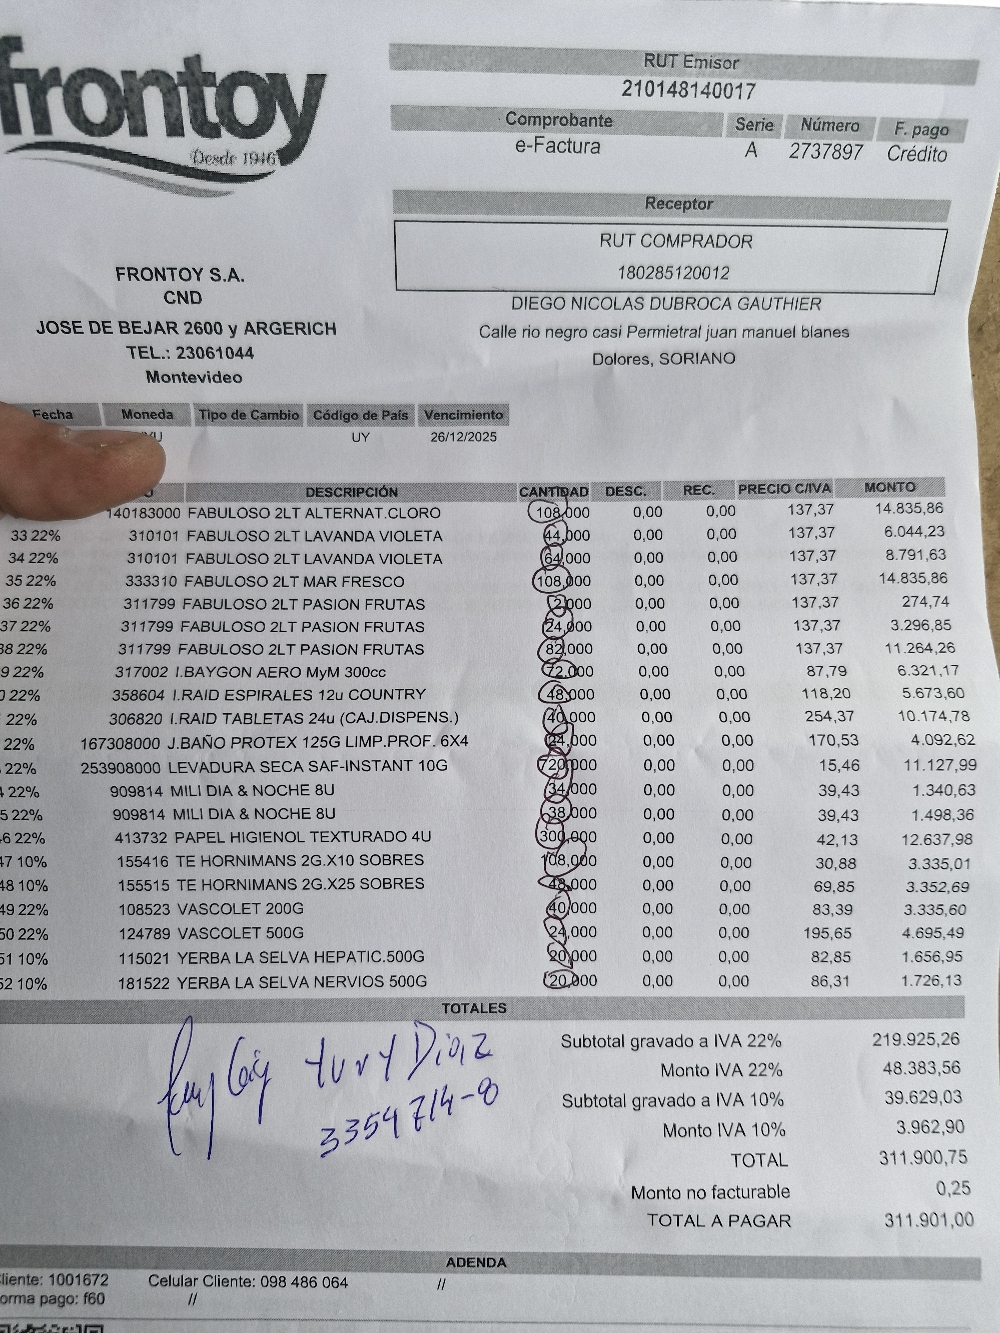 frontoy
Desde 1946
RUT Emisor
210148140017
Comprobante Serie Número F. pago
e-Factura A 2737897 Crédito
Receptor
RUT COMPRADOR
180285120012
DIEGO NICOLAS DUBROCA GAUTHIER
Calle rio negro casi Permietral juan manuel blanes
Dolores, SORIANO
FRONTOY S.A.
CND
JOSE DE BEJAR 2600 y ARGERICH
TEL.: 23061044
Montevideo
Fecha Moneda Tipo de Cambio Código de País Vencimiento
UY 26/12/2025
DESCRIPCIÓN CANTIDAD DESC. REC. PRECIO C/IVA MONTO
140183000 FABULOSO 2LT ALTERNAT.CLORO 108,000 0,00 0,00 137,37 14.835,86
33 22% 310101 FABULOSO 2LT LAVANDA VIOLETA 44,000 0,00 0,00 137,37 6.044,23
34 22% 310101 FABULOSO 2LT LAVANDA VIOLETA 64,000 0,00 0,00 137,37 8.791,63
35 22% 333310 FABULOSO 2LT MAR FRESCO 108,000 0,00 0,00 137,37 14.835,86
36 22% 311799 FABULOSO 2LT PASION FRUTAS 2,000 0,00 0,00 137,37 274,74
37 22% 311799 FABULOSO 2LT PASION FRUTAS 24,000 0,00 0,00 137,37 3.296,85
38 22% 311799 FABULOSO 2LT PASION FRUTAS 82,000 0,00 0,00 137,37 11.264,26
9 22% 317002 I.BAYGON AERO MyM 300cc 72,000 0,00 0,00 87,79 6.321,17
0 22% 358604 I.RAID ESPIRALES 12u COUNTRY 48,000 0,00 0,00 118,20 5.673,60
22% 306820 I.RAID TABLETAS 24u (CAJ.DISPENS.) 40,000 0,00 0,00 254,37 10.174,78
22% 167308000 J.BAÑO PROTEX 125G LIMP.PROF. 6X4 24,000 0,00 0,00 170,53 4.092,62
22% 253908000 LEVADURA SECA SAF-INSTANT 10G 720,000 0,00 0,00 15,46 11.127,99
22% 909814 MILI DIA & NOCHE 8U 34,000 0,00 0,00 39,43 1.340,63
5 22% 909814 MILI DIA & NOCHE 8U 38,000 0,00 0,00 39,43 1.498,36
46 22% 413732 PAPEL HIGIENOL TEXTURADO 4U 300,000 0,00 0,00 42,13 12.637,98
47 10% 155416 TE HORNIMANS 2G.X10 SOBRES 108,000 0,00 0,00 30,88 3.335,01
48 10% 155515 TE HORNIMANS 2G.X25 SOBRES 48,000 0,00 0,00 69,85 3.352,69
49 22% 108523 VASCOLET 200G 40,000 0,00 0,00 83,39 3.335,60
50 22% 124789 VASCOLET 500G 24,000 0,00 0,00 195,65 4.695,49
51 10% 115021 YERBA LA SELVA HEPATIC.500G 20,000 0,00 0,00 82,85 1.656,95
52 10% 181522 YERBA LA SELVA NERVIOS 500G 20,000 0,00 0,00 86,31 1.726,13
TOTALES
Subtotal gravado a IVA 22% 219.925,26
Monto IVA 22% 48.383,56
Subtotal gravado a IVA 10% 39.629,03
Monto IVA 10% 3.962,90
TOTAL 311.900,75
Monto no facturable 0,25
TOTAL A PAGAR 311.901,00
Yury Diaz
3354714-8
ADENDA
liente: 1001672 Celular Cliente: 098 486 064 //
orma pago: f60 //